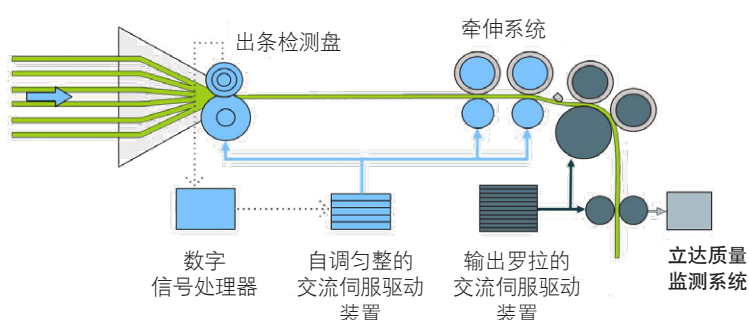 出条检测盘
牵伸系统
数字
信号处理器
自调匀整的
交流伺服驱动
装置
输出罗拉的
交流伺服驱动
装置
立达质量
监测系统